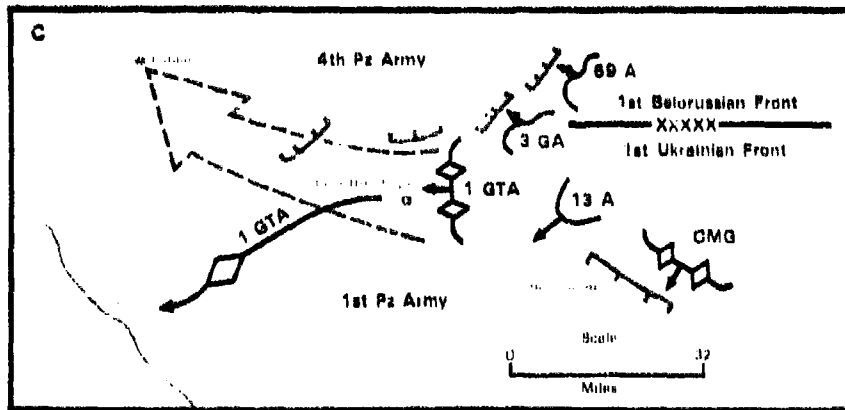 C
4th Pz Army
69 A
1st Belorussian Front
XXXXX
3 GA
1st Ukrainian Front
1 GTA
13 A
1 GTA
CMG
1st Pz Army
Scale
0 32
Miles